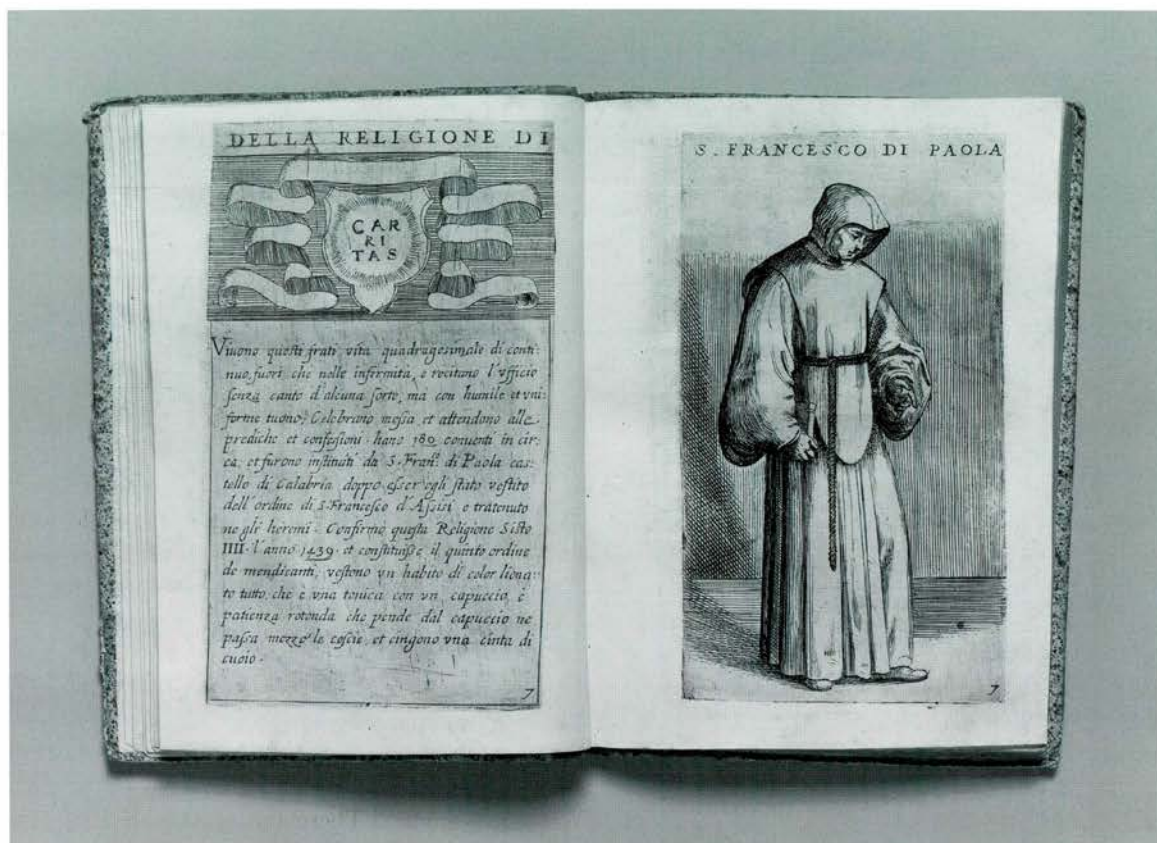 DELLA RELIGIONE DI
CAR
RI
TAS
Viuono questi frati vita quadragesimale di conti-
nuo, fuori che nelle infermità, e recitano l'vfficio
senza canto d'alcuna sorte, ma con humile et vni-
forme tuono. Celebrano messa, et attendono alle
prediche et confessioni. hano 180 conuenti in cir-
ca, et furono instituti da S. Fran.º di Paola cas-
tello di Calabria doppo esser egli stato vestito
dell'ordine di S. Francesco d'Assisi e tratenuto
ne gli heremi. Confirmò questa Religione Sisto
IIII. l'anno 1439. et constituisse il quinto ordine
de mendicanti, vestono vn habito di color liona-
to tutto, che è vna tonica con vn capuccio, è
patienza rotonda che pende dal capuccio ne
passa mezzo le coscie, et cingono vna cinta di
cuoio.
7
S. FRANCESCO DI PAOLA
7